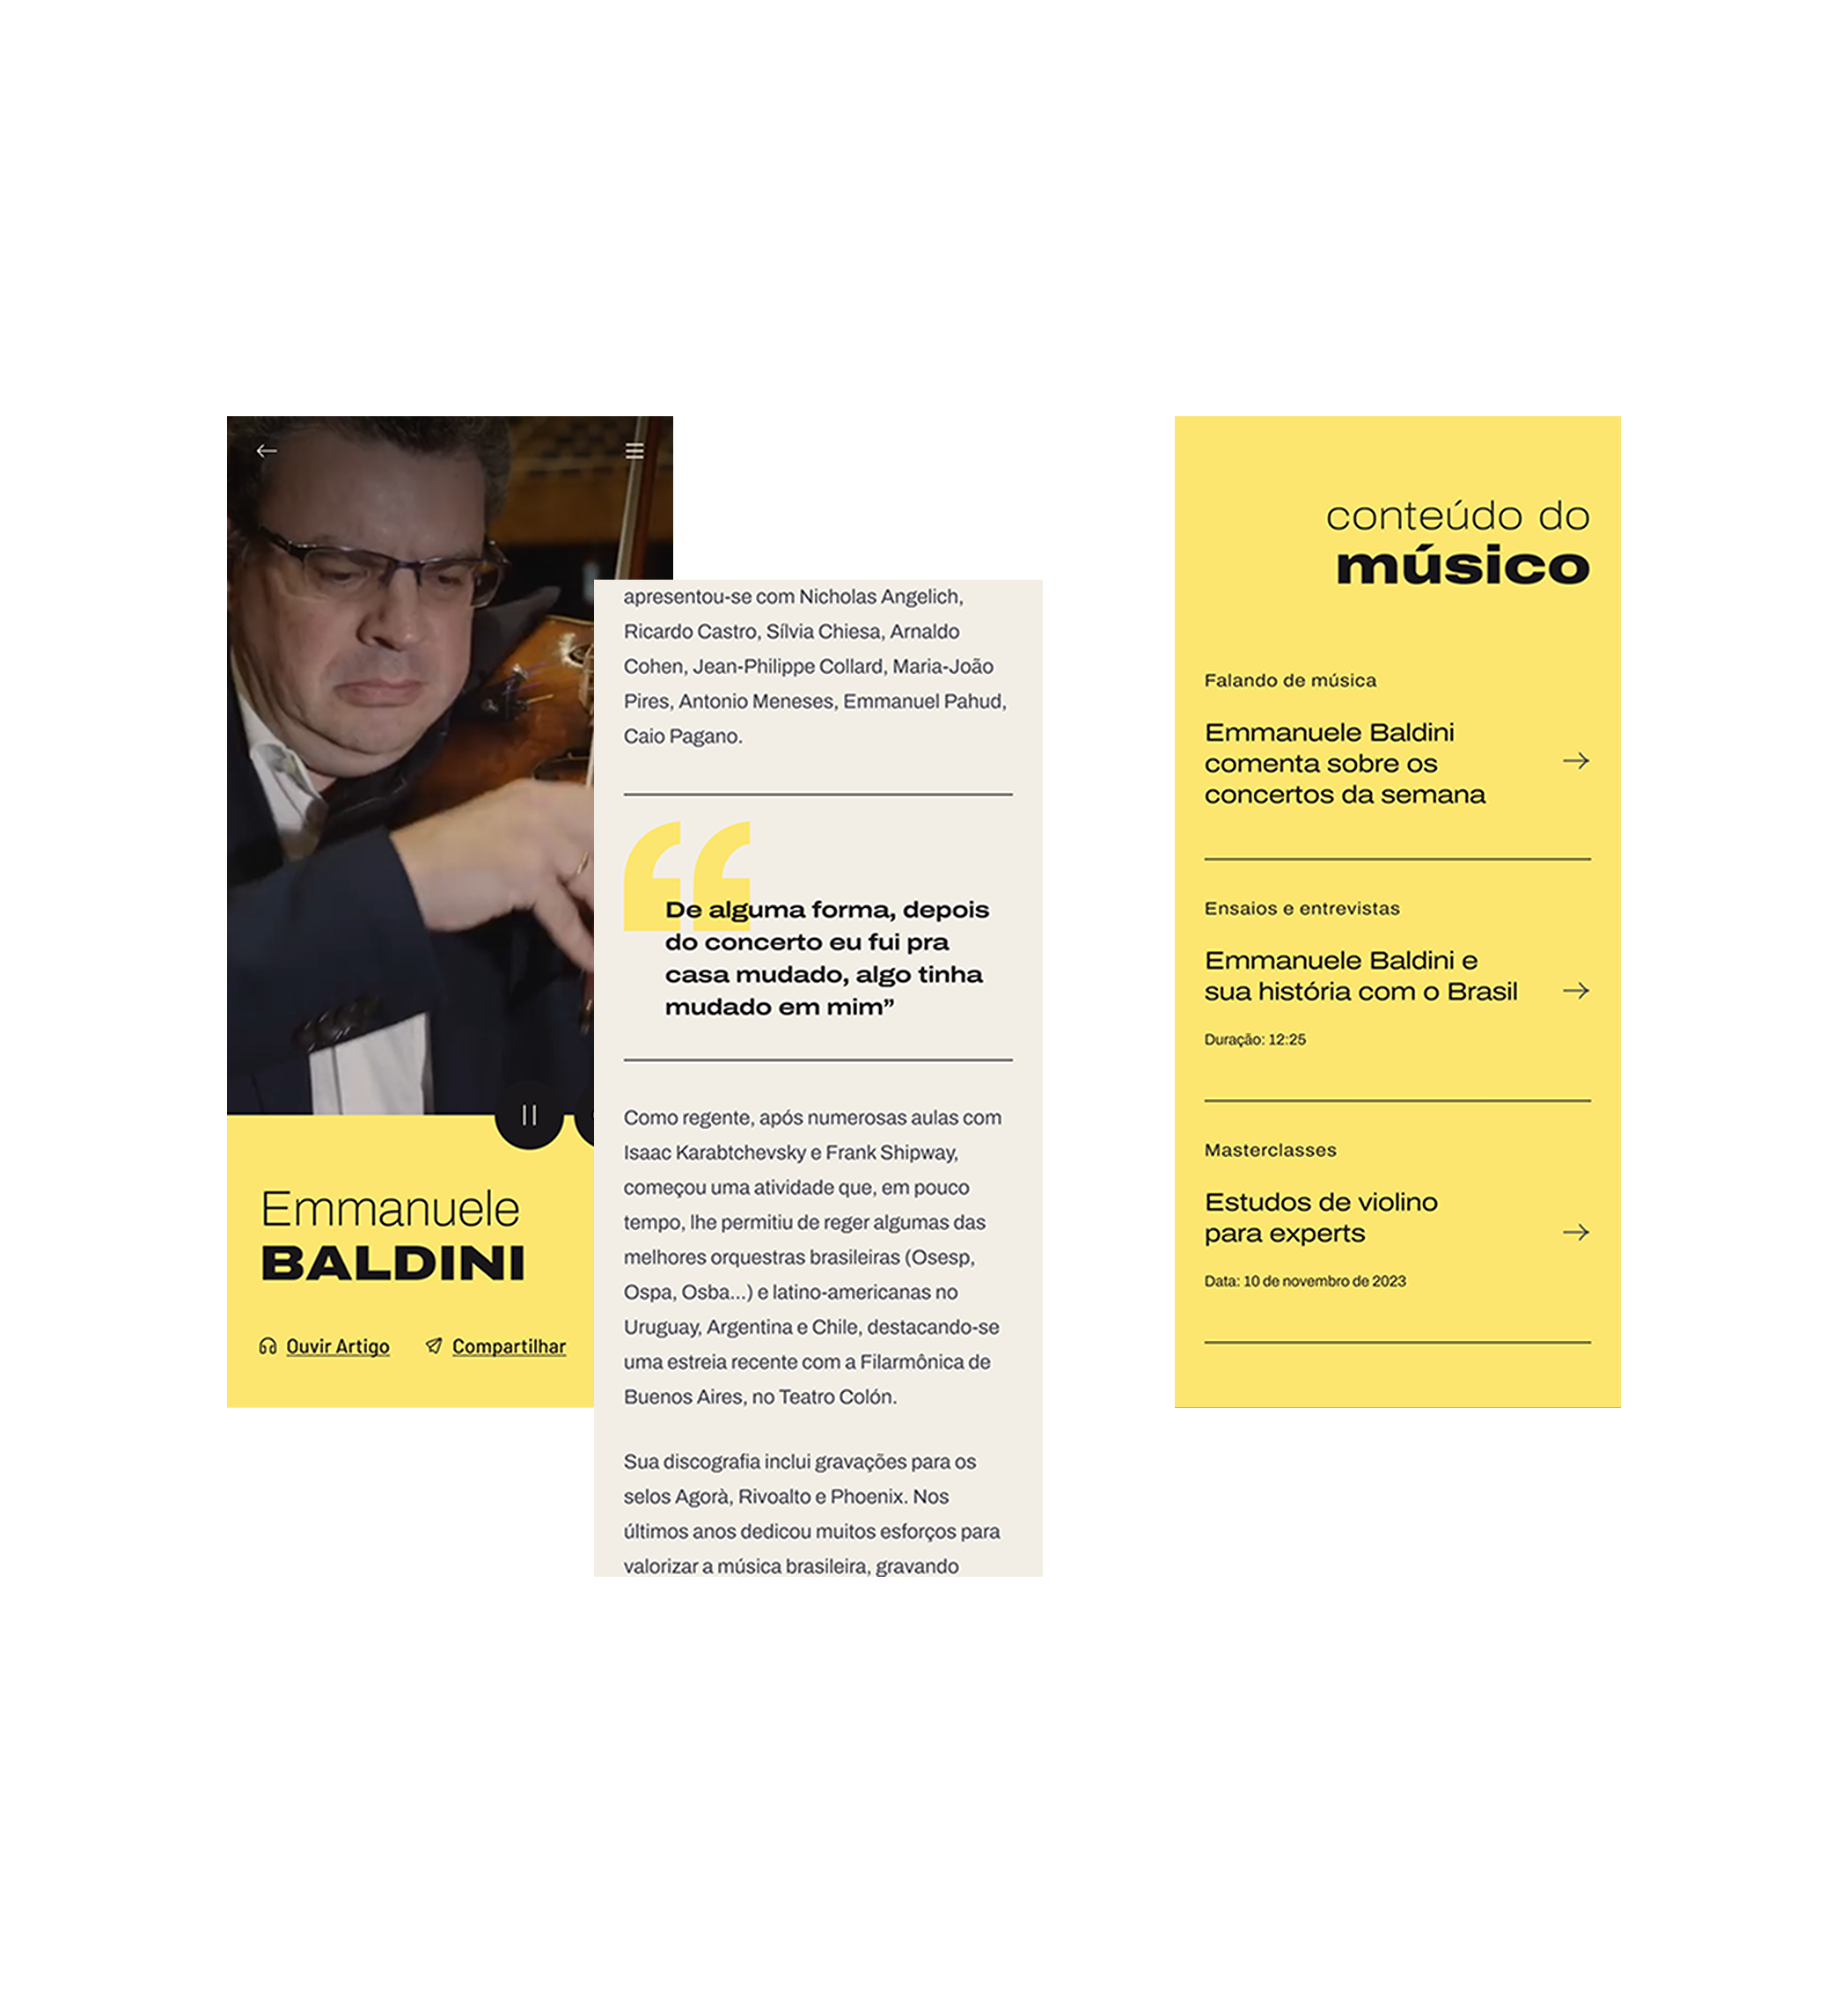 Emmanuele
BALDINI
Ouvir Artigo
Compartilhar
apresentou-se com Nicholas Angelich,
Ricardo Castro, Sílvia Chiesa, Arnaldo
Cohen, Jean-Philippe Collard, Maria-João
Pires, Antonio Meneses, Emmanuel Pahud,
Caio Pagano.
“
De alguma forma, depois
do concerto eu fui pra
casa mudado, algo tinha
mudado em mim”
Como regente, após numerosas aulas com
Isaac Karabtchevsky e Frank Shipway,
começou uma atividade que, em pouco
tempo, lhe permitiu de reger algumas das
melhores orquestras brasileiras (Osesp,
Ospa, Osba...) e latino-americanas no
Uruguay, Argentina e Chile, destacando-se
uma estreia recente com a Filarmônica de
Buenos Aires, no Teatro Colón.
Sua discografia inclui gravações para os
selos Agorà, Rivoalto e Phoenix. Nos
últimos anos dedicou muitos esforços para
valorizar a música brasileira, gravando
conteúdo do
músico
Falando de música
Emmanuele Baldini
comenta sobre os
concertos da semana
Ensaios e entrevistas
Emmanuele Baldini e
sua história com o Brasil
Duração: 12:25
Masterclasses
Estudos de violino
para experts
Data: 10 de novembro de 2023